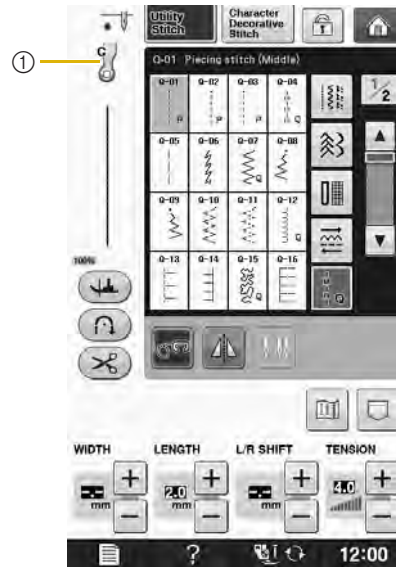 Utility
Stitch
Character
Decorative
Stitch
1
C
Q-01 Piecing stitch (Middle)
Q-01 Q-02 Q-03 Q-04
P P P Q
1/2
Q-05 Q-06 Q-07 Q-08
Q
Q-09 Q-10 Q-11 Q-12
Q
100%
Q-13 Q-14 Q-15 Q-16
Q Q
WIDTH LENGTH L/R SHIFT TENSION
-.- 2.0 -.- 4.0
+ + + +
mm mm mm
− − − −
? 12:00